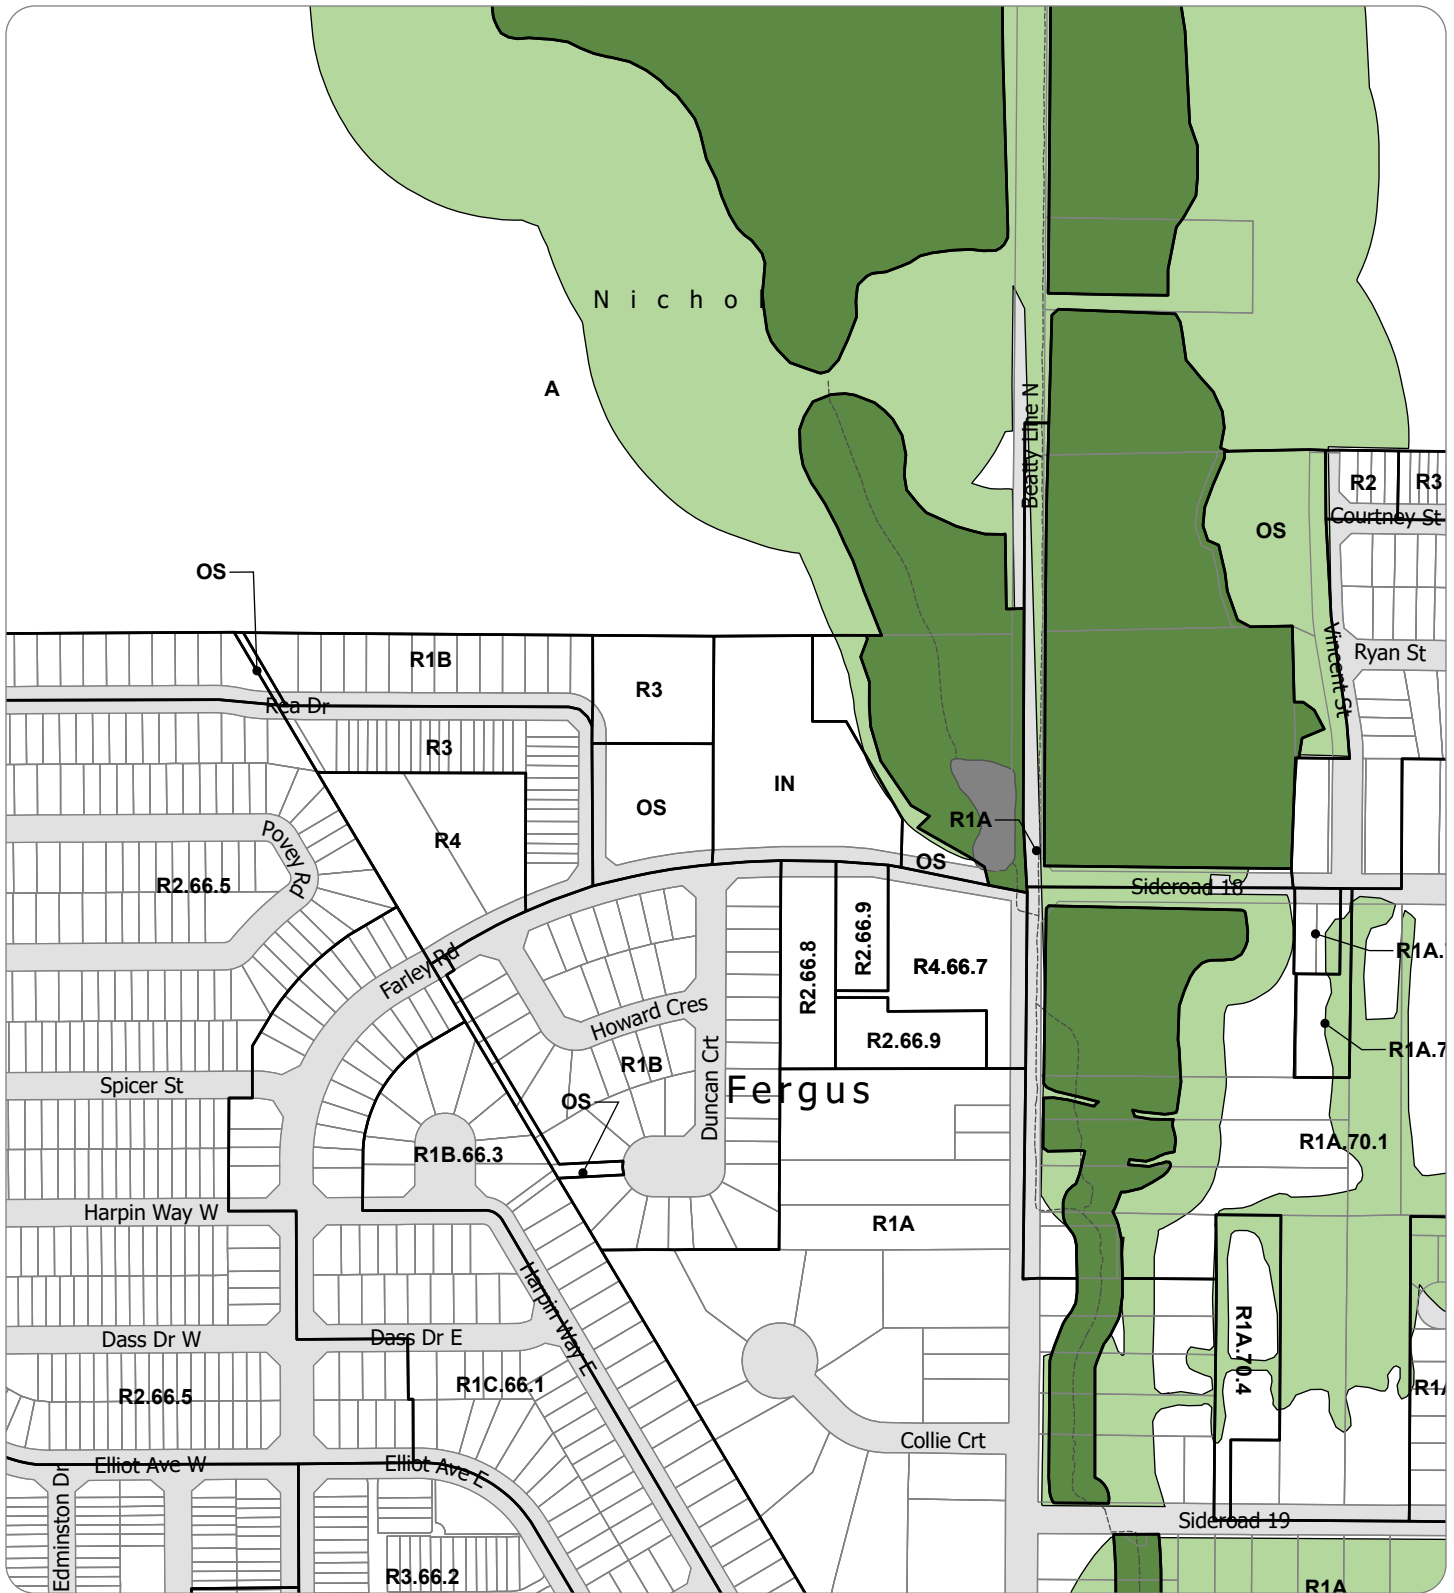 N i c h o l
A
Beatty Line N
R2
R3
Courtney St
OS
OS
Vincent St
Ryan St
R1B
R3
Rea Dr
R3
IN
OS
R1A
R4
Povey Rd
OS
R2.66.5
Sideroad 18
R2.66.8
R2.66.9
R4.66.7
R1A.
Farley Rd
Howard Cres
R2.66.9
R1A.7
R1B
Duncan Crt
Fergus
Spicer St
OS
R1A.70.1
R1B.66.3
Harpin Way W
R1A
Harpin Way E
Dass Dr W
Dass Dr E
R1A.70.4
R2.66.5
R1C.66.1
R1A
Collie Crt
Elliot Ave W
Elliot Ave E
Edminston Dr
Sideroad 19
R3.66.2
R1A